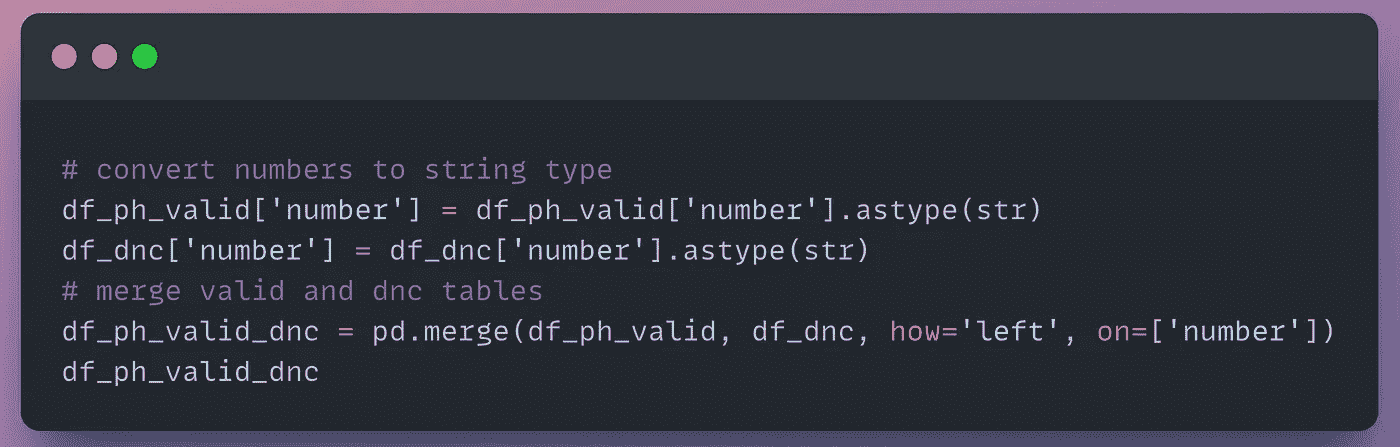 # convert numbers to string type
df_ph_valid['number'] = df_ph_valid['number'].astype(str)
df_dnc['number'] = df_dnc['number'].astype(str)
# merge valid and dnc tables
df_ph_valid_dnc = pd.merge(df_ph_valid, df_dnc, how='left', on=['number'])
df_ph_valid_dnc